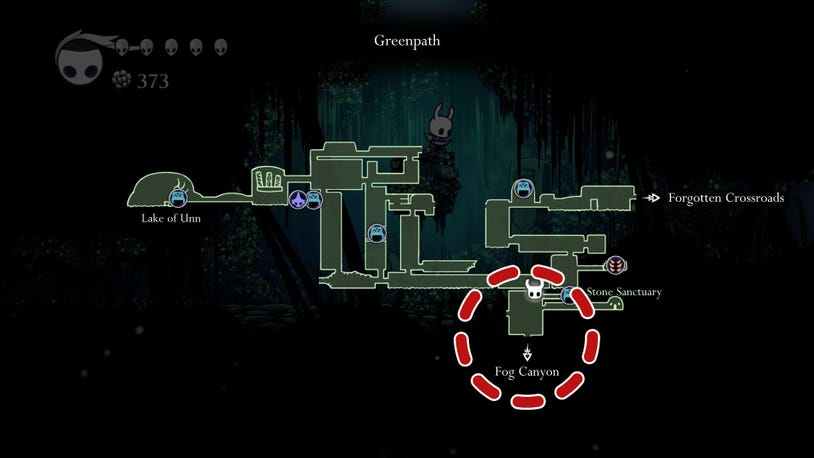 Greenpath
373
Forgotten Crossroads
Lake of Unn
Stone Sanctuary
Fog Canyon